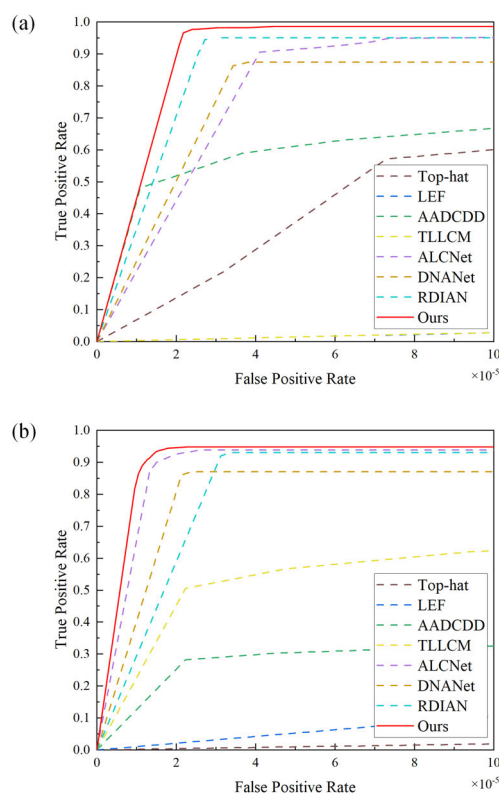 (a)
1.0
0.9
0.8
0.7
0.6
0.5
0.4
0.3
0.2
0.1
0.0
True Positive Rate
Top-hat
LEF
AADCDD
TLLCM
ALCNet
DNANet
RDIAN
Ours
0 2 4 6 8 10
×10⁻⁵
False Positive Rate
(b)
1.0
0.9
0.8
0.7
0.6
0.5
0.4
0.3
0.2
0.1
0.0
True Positive Rate
Top-hat
LEF
AADCDD
TLLCM
ALCNet
DNANet
RDIAN
Ours
0 2 4 6 8 10
×10⁻⁵
False Positive Rate